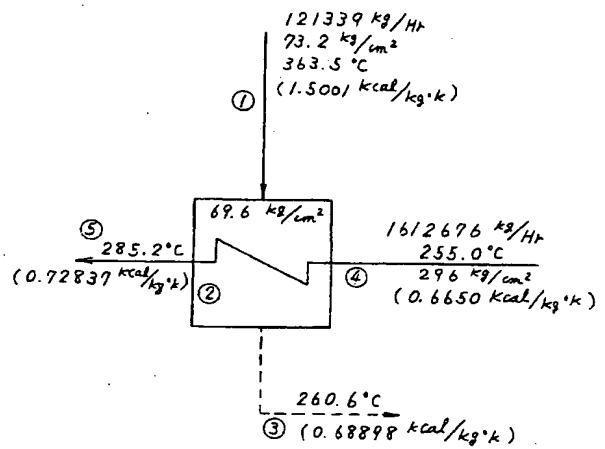 121339 kg/Hr
73.2 kg/cm²
363.5 °C
(1.5001 kcal/kg·k)
①
69.6 kg/cm²
⑤
285.2°C
(0.72837 kcal/kg·k)
②
1612676 kg/Hr
255.0°C
④
296 kg/cm²
(0.6650 kcal/kg·k)
260.6°C
③
(0.68898 kcal/kg·k)